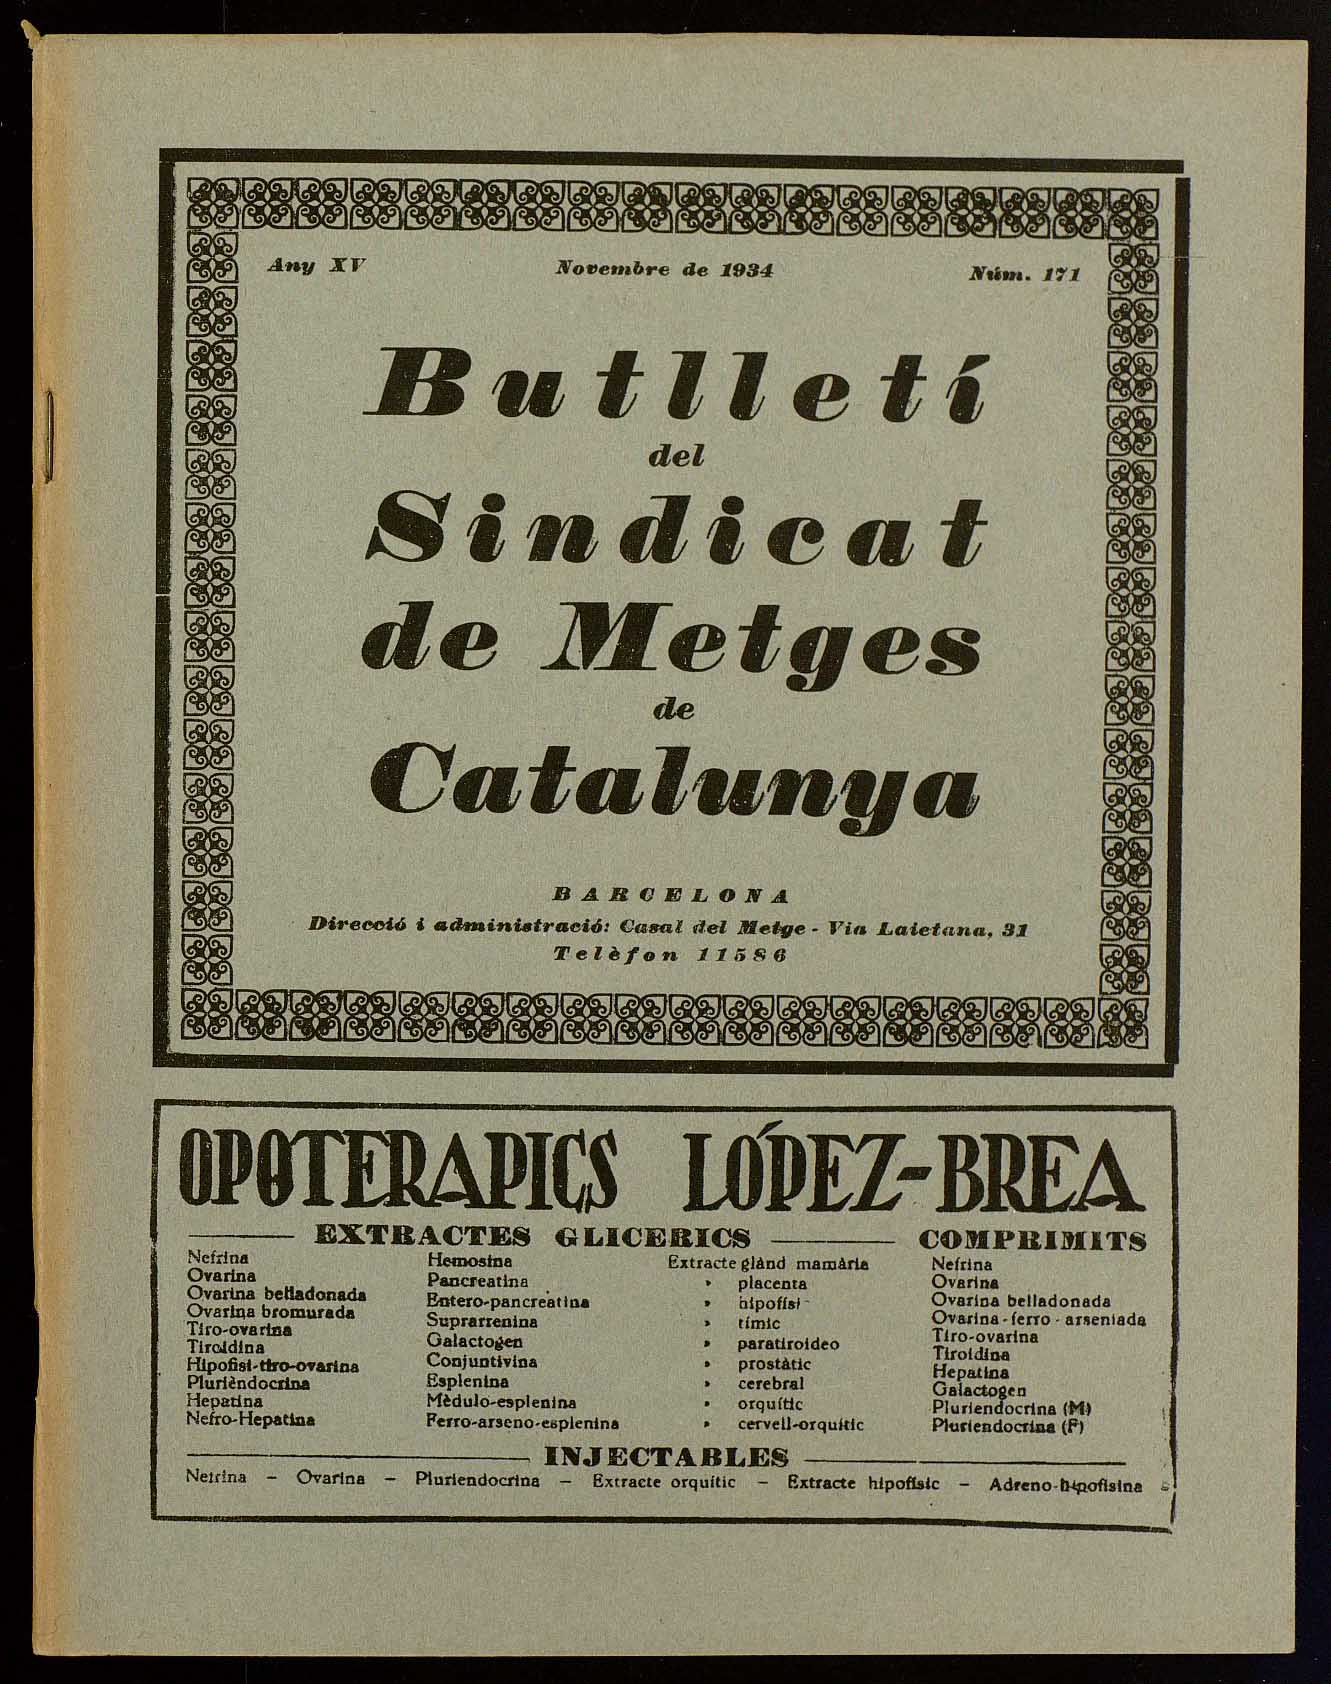 Any XV Novembre de 1934 Núm. 171
Butlletí
del
Sindicat
de Metges
de
Catalunya
BARCELONA
Direcció i administració: Casal del Metge - Via Laietana, 31
Telèfon 11586
OPOTERAPICS LÓPEZ-BREA
EXTRACTES GLICERICS
Nefrina
Ovarina
Ovarina belladonada
Ovarina bromurada
Tiro-ovarina
Tiroidina
Hipofisi-tiro-ovarina
Plurièndocrina
Hepatina
Nefro-Hepatina
Hemosina
Pancreatina
Entero-pancreatina
Suprarrenina
Galactogen
Conjuntivina
Esplenina
Mèdulo-esplenina
Ferro-arseno-esplenina
Extracte glànd mamària
» placenta
» hipofisi
» tímic
» paratiroideo
» prostàtic
» cerebral
» orquític
» cervell-orquitic
COMPRIMITS
Nefrina
Ovarina
Ovarina belladonada
Ovarina - ferro - arseniada
Tiro-ovarina
Tiroidina
Hepatina
Galactogen
Pluriendocrina (M)
Pluriendocrina (F)
INJECTABLES
Nefrina — Ovarina — Pluriendocrina — Extracte orquític — Extracte hipofisic — Adreno-hipofisina